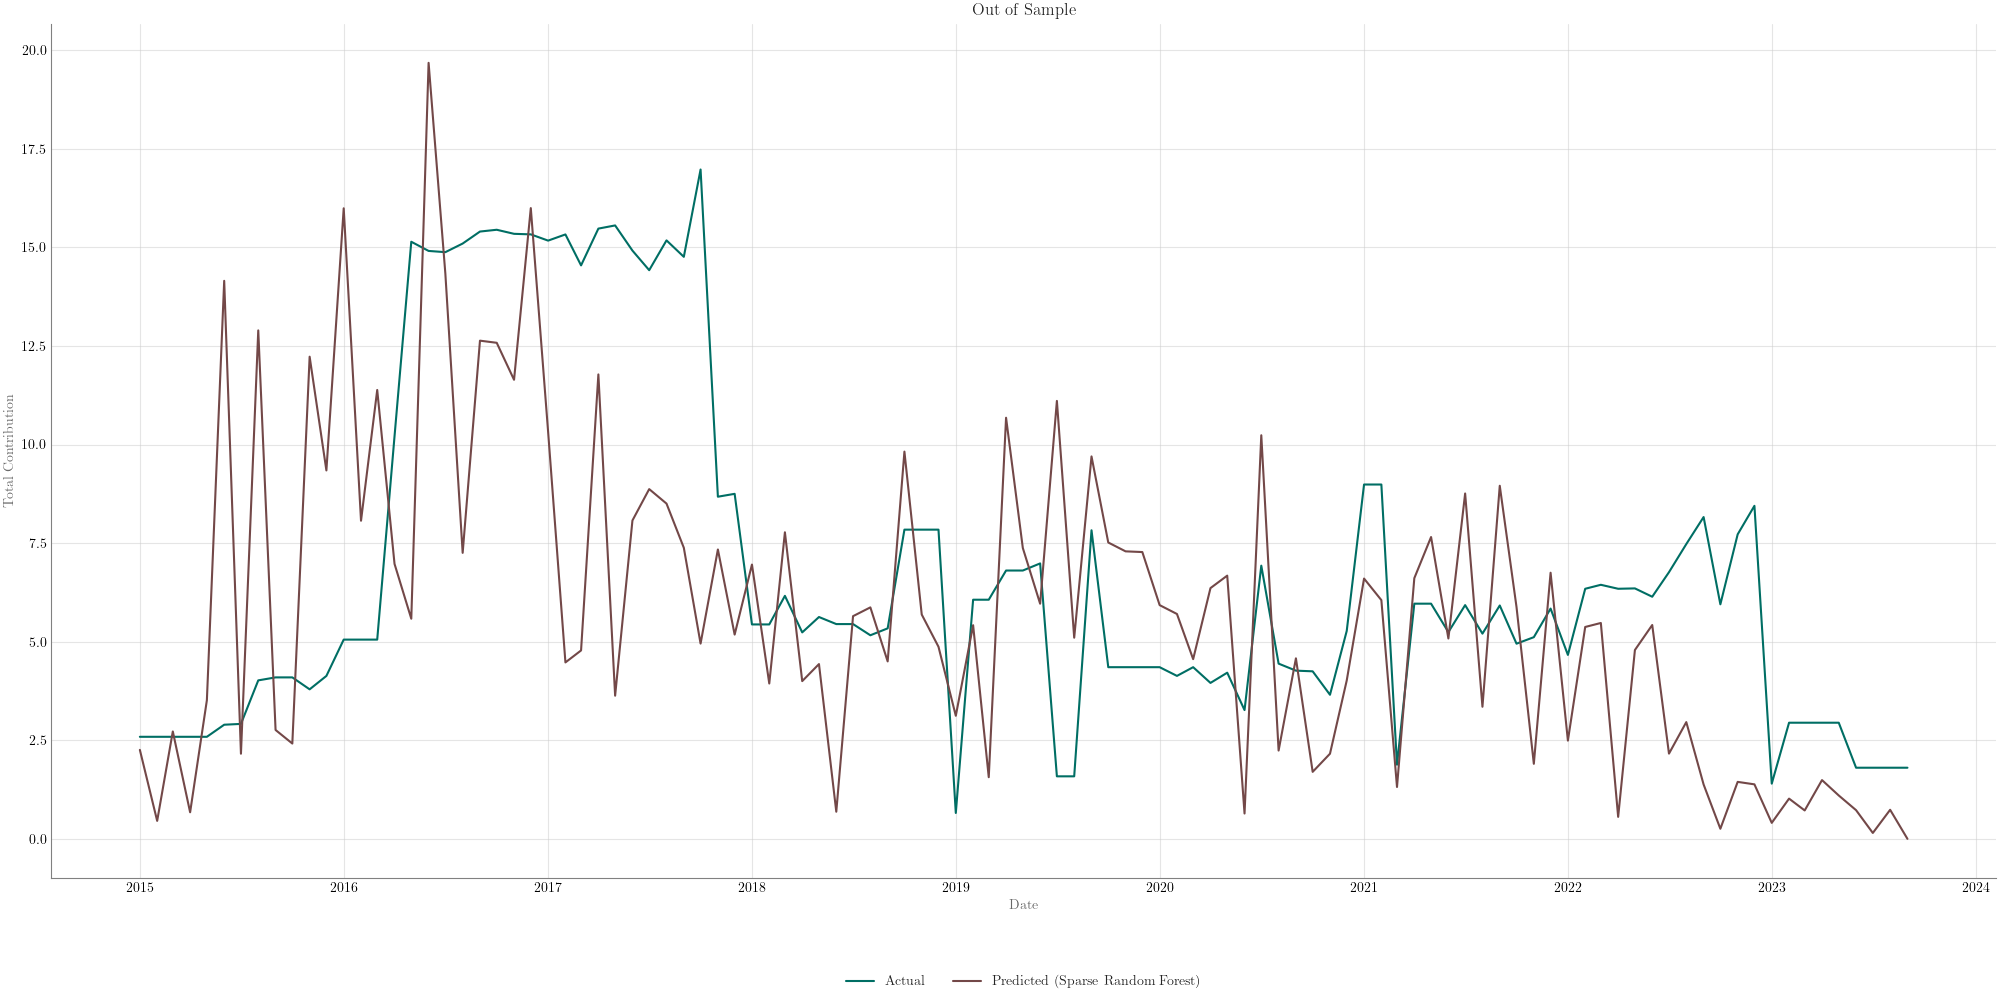 Out of Sample
20.0
17.5
15.0
12.5
10.0
7.5
5.0
2.5
0.0
Total Contribution
2015 2016 2017 2018 2019 2020 2021 2022 2023 2024
Date
Actual Predicted (Sparse Random Forest)